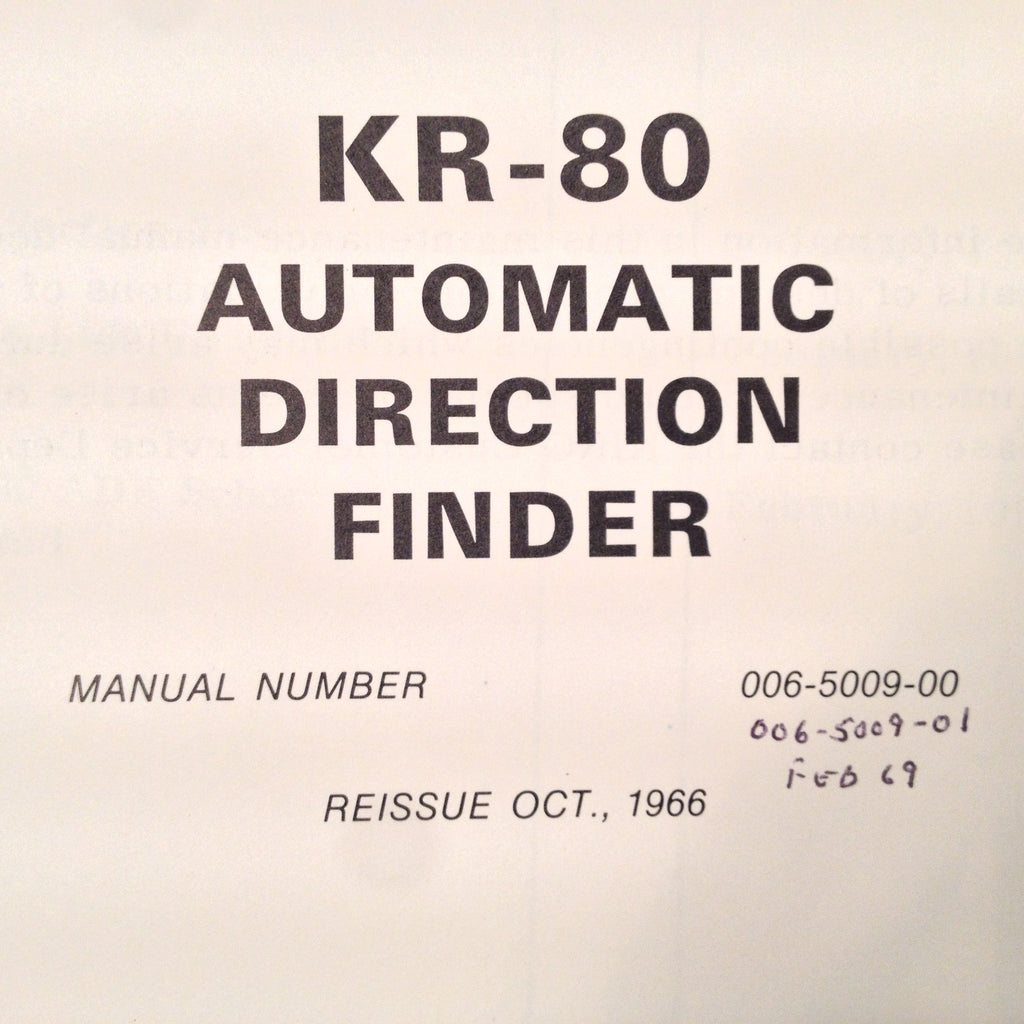 KR-80
AUTOMATIC
DIRECTION
FINDER
MANUAL NUMBER 006-5009-00
006-5009-01
FEB 69
REISSUE OCT., 1966